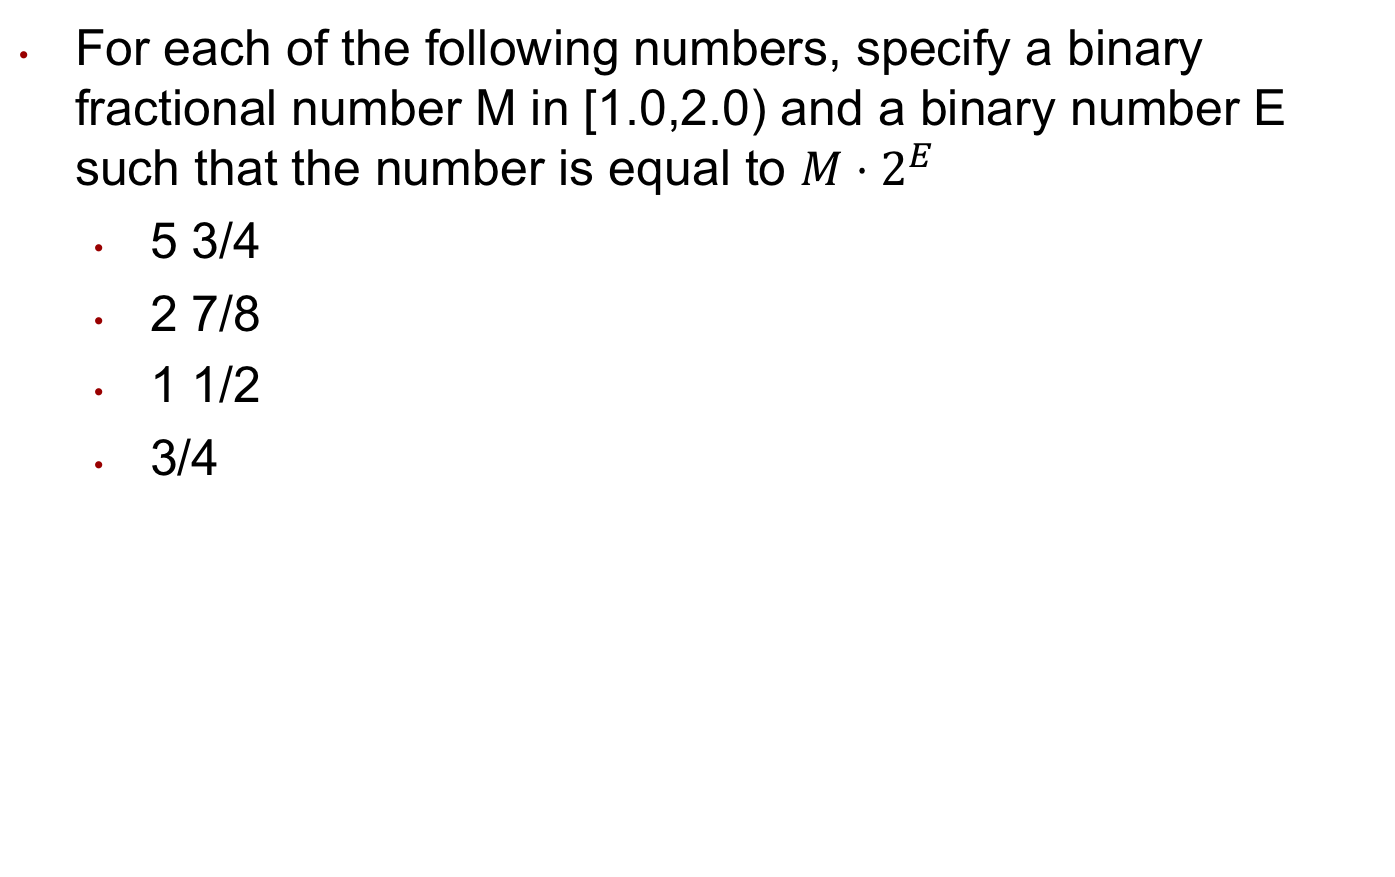 • For each of the following numbers, specify a binary
fractional number M in [1.0,2.0) and a binary number E
such that the number is equal to 𝑀 · 2^𝐸
• 5 3/4
• 2 7/8
• 1 1/2
• 3/4